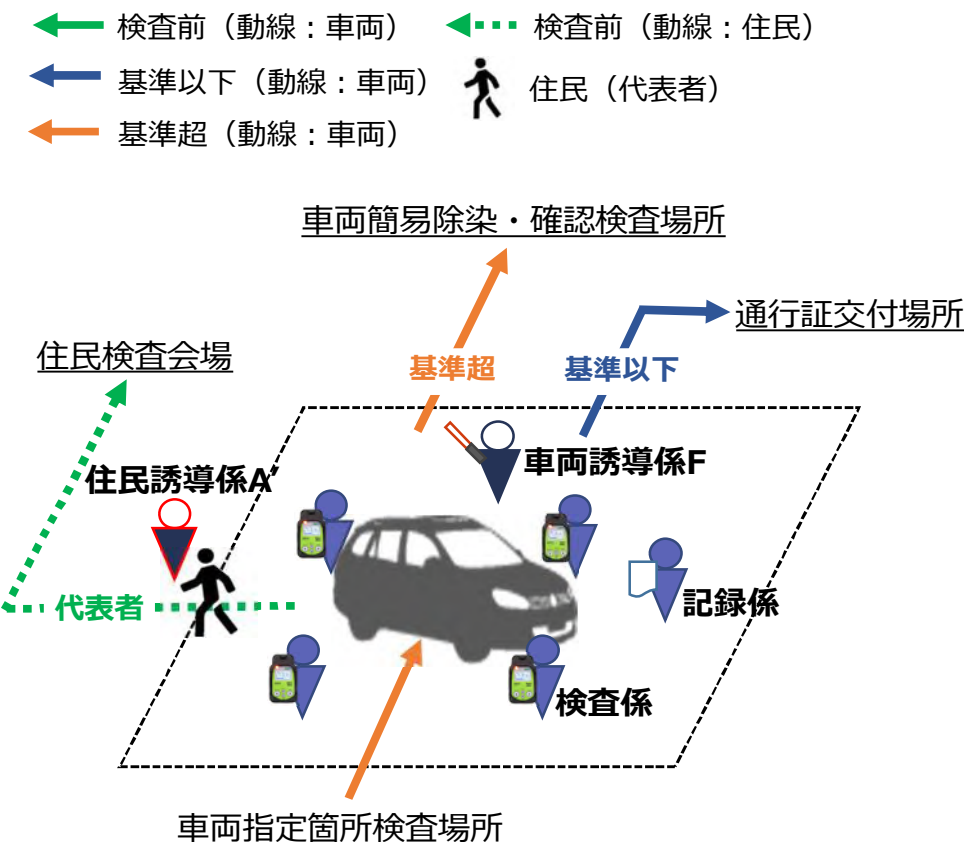 検査前（動線：車両）
検査前（動線：住民）
基準以下（動線：車両）
住民（代表者）
基準超（動線：車両）
車両簡易除染・確認検査場所
通行証交付場所
住民検査会場
基準超
基準以下
車両誘導係F
住民誘導係A
代表者
記録係
検査係
車両指定箇所検査場所